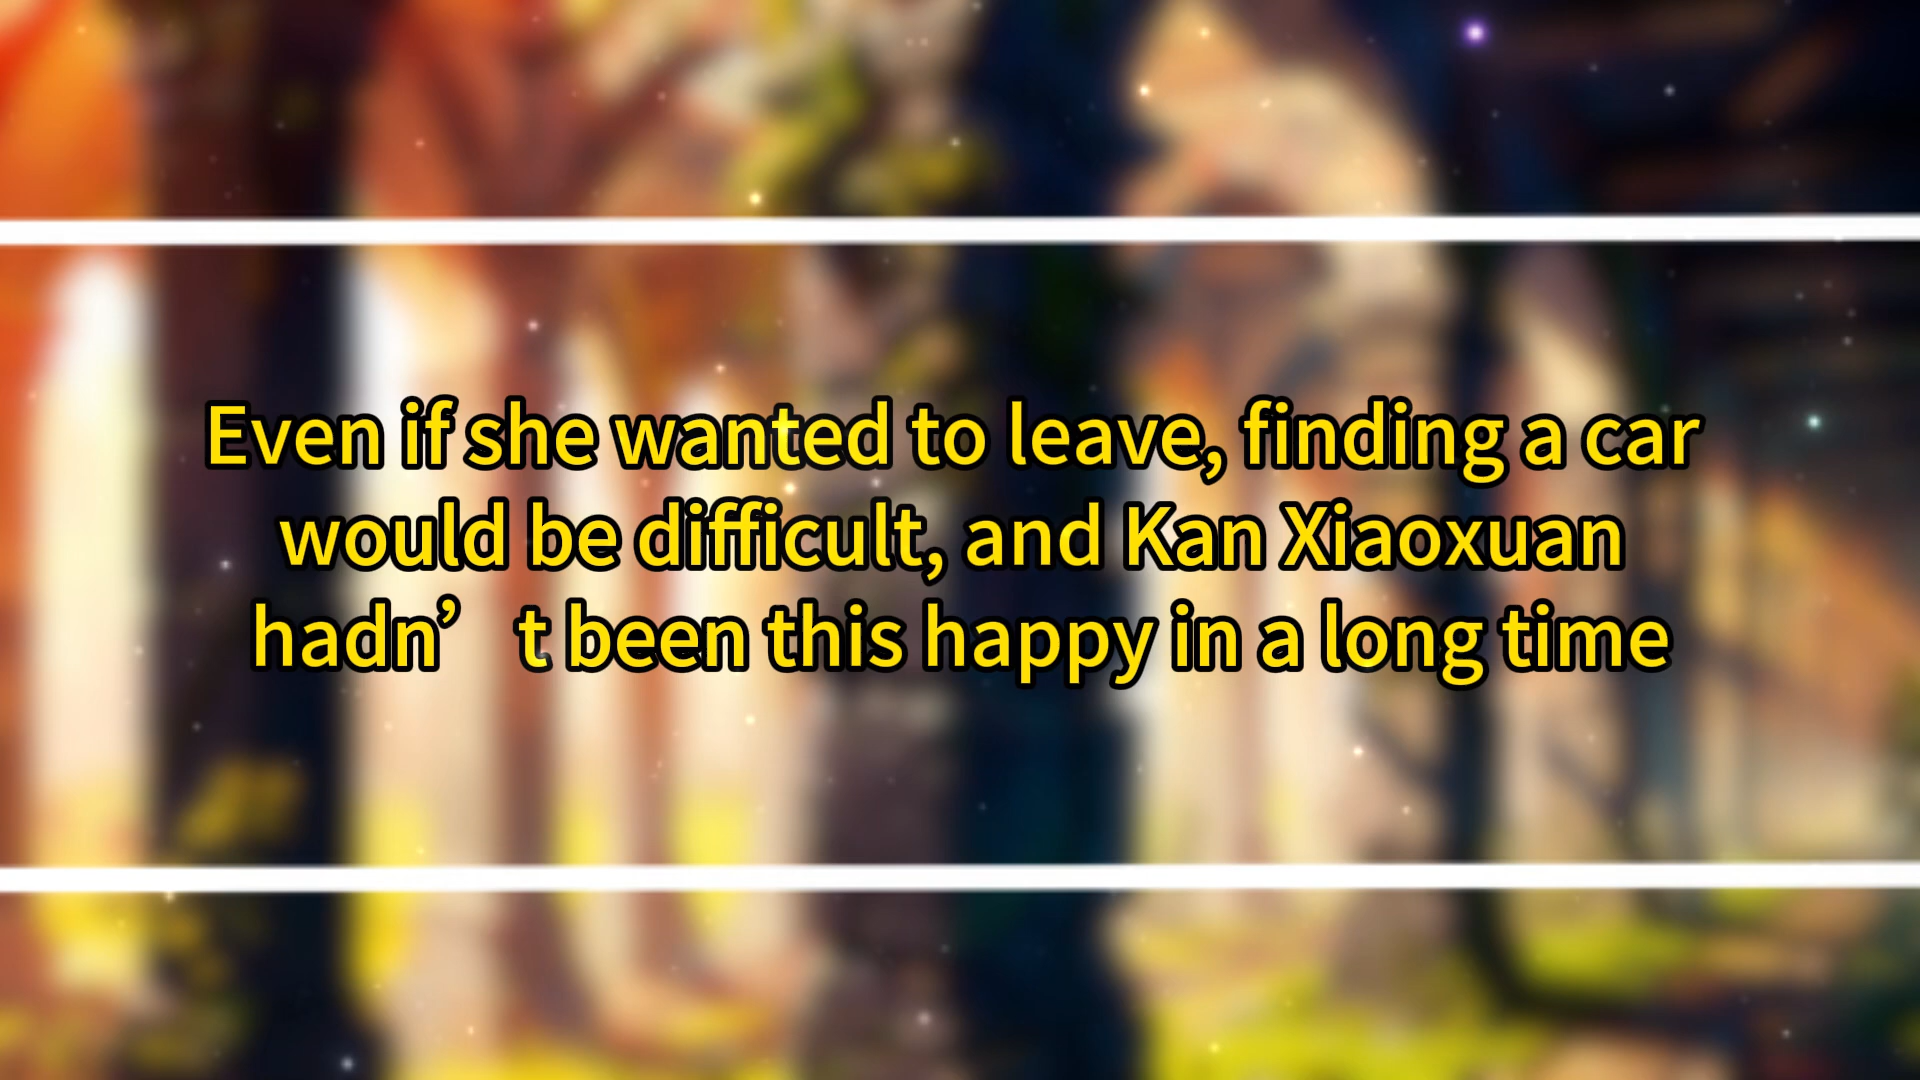 Even if she wanted to leave, finding a car
would be difficult, and Kan Xiaoxuan
hadn’t been this happy in a long time